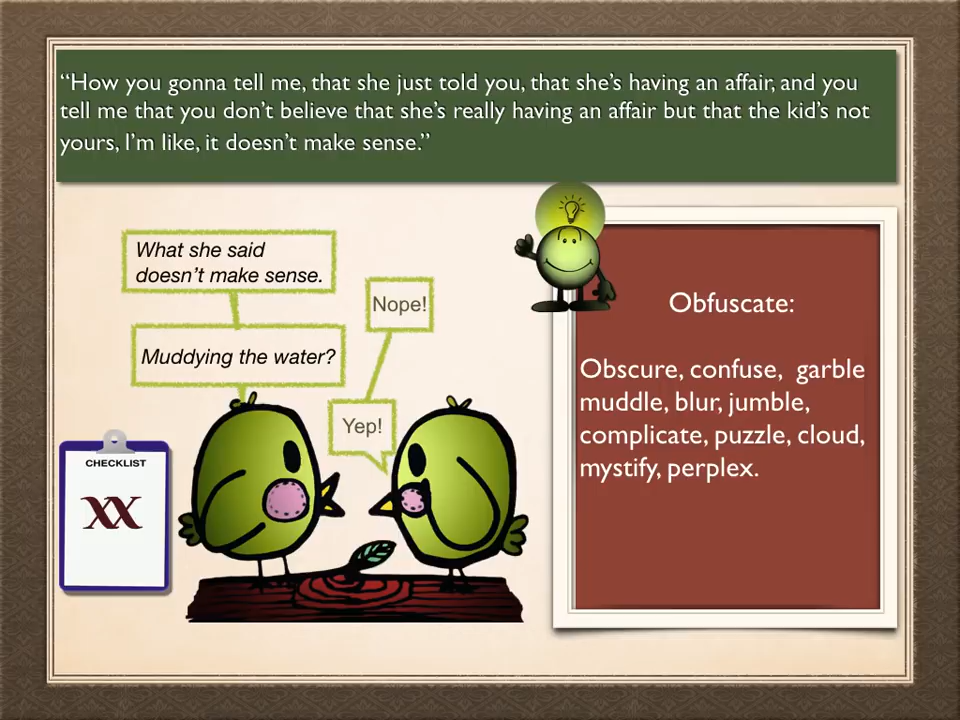 “How you gonna tell me, that she just told you, that she’s having an affair, and you
tell me that you don’t believe that she’s really having an affair but that the kid’s not
yours, I’m like, it doesn’t make sense.”
What she said
doesn’t make sense.
Nope!
Muddying the water?
Yep!
CHECKLIST
XX
Obfuscate:
Obscure, confuse, garble
muddle, blur, jumble,
complicate, puzzle, cloud,
mystify, perplex.